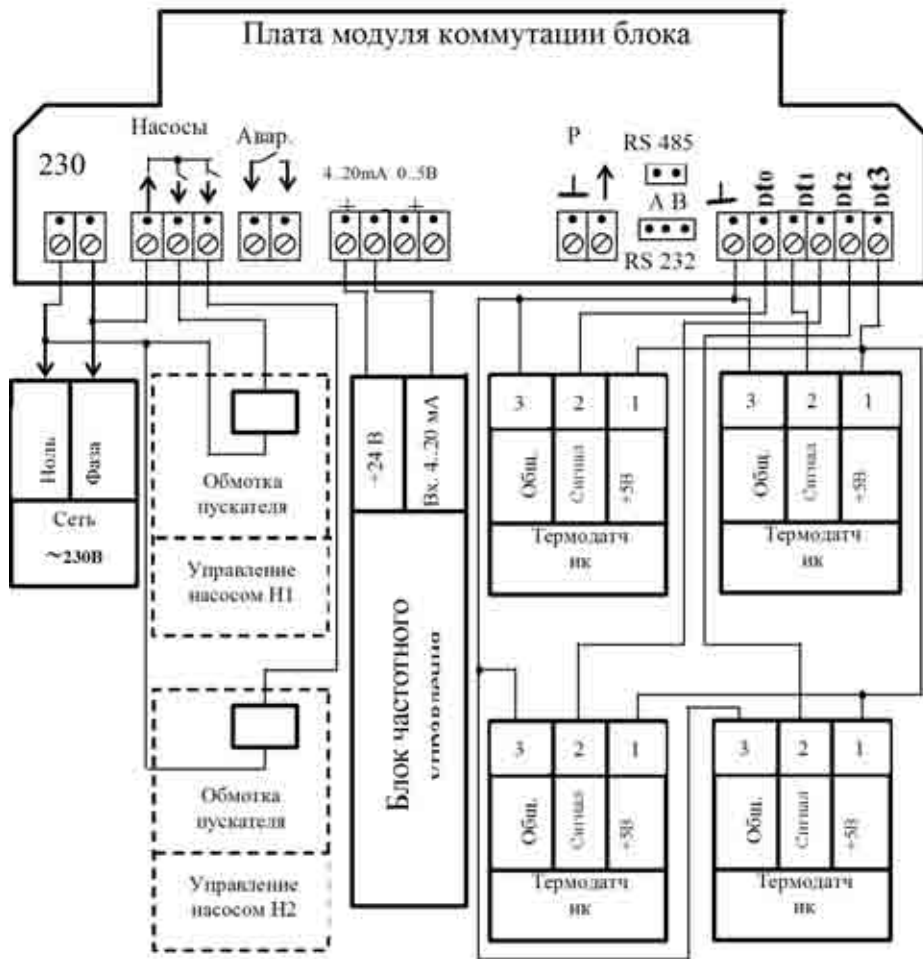 Плата модуля коммутации блока
Насосы
Авар.
P
RS 485
230
4..20mA 0..5В
+ - +
A B
RS 232
Dt0
Dt1
Dt2
Dt3
Ноль
Фаза
Сеть
~230В
Обмотка
пускателя
Управление
насосом Н1
Обмотка
пускателя
Управление
насосом Н2
+24 В
Вх. 4..20 мА
Блок частотного
управления
3 2 1
Общ.
Сигнал
+5В
Термодатч
ик
3 2 1
Общ.
Сигнал
+5В
Термодатч
ик
3 2 1
Общ.
Сигнал
+5В
Термодатч
ик
3 2 1
Общ.
Сигнал
+5В
Термодатч
ик